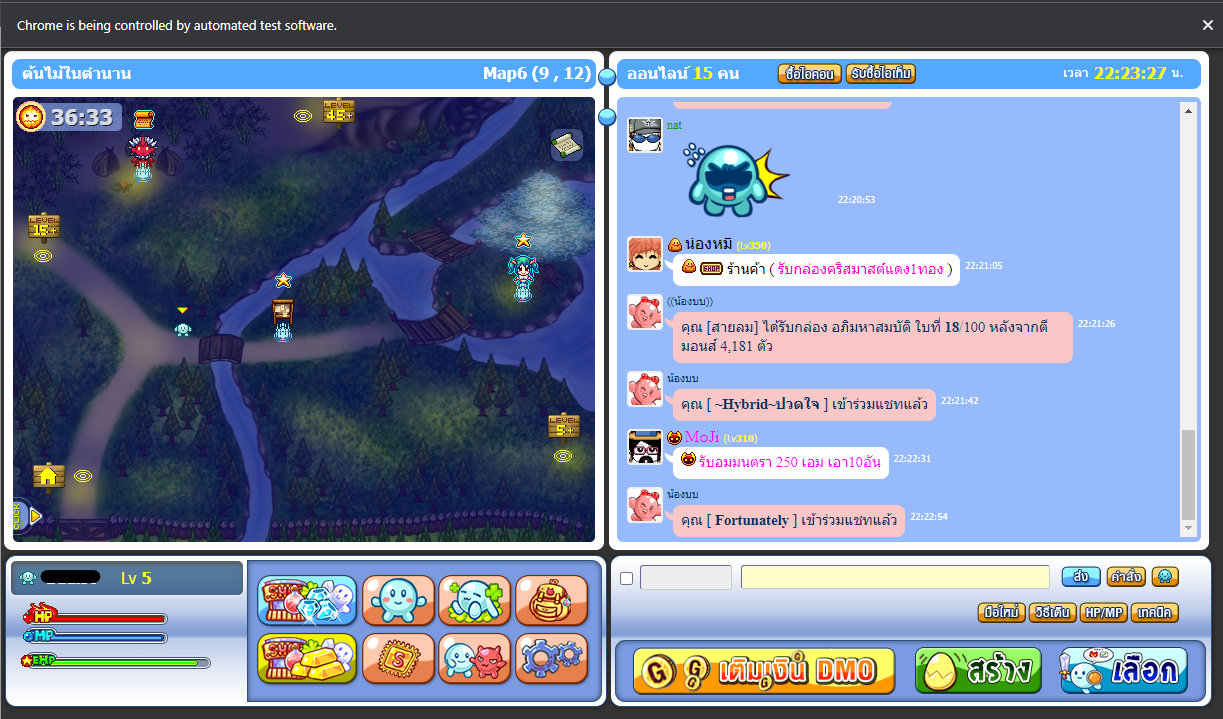 Chrome is being controlled by automated test software.
ต้นไม้ในตำนาน
Map6 (9 , 12)
36:33
LEVEL
45+
LEVEL
15+
LEVEL
5+
CLICK
ออนไลน์ 15 คน
ซื้อไอคอน
รับซื้อไอเท็ม
เวลา 22:23:27 น.
nat
22:20:53
น่องหมี (Lv350)
SHOP ร้านค้า ( รับกล่องคริสมาสต์แดง1ทอง )
22:21:05
((น้องบบ))
คุณ [สายลม] ได้รับกล่อง อภิมหาสมบัติ ใบที่ 18/100 หลังจากตี
มอนส์ 4,181 ตัว
22:21:26
น้องบบ
คุณ [ ~Hybrid~ปวดใจ ] เข้าร่วมแชทแล้ว
22:21:42
MoJi (Lv310)
รับอมมนตรา 250 เอม เอา10อัน
22:22:31
น้องบบ
คุณ [ Fortunately ] เข้าร่วมแชทแล้ว
22:22:54
Lv 5
HP
MP
EXP
SHOP
SHOP
S
ส่ง
คำสั่ง
มือใหม่
วิธีเดิน
HP/MP
เทคนิค
G G เติมเงิน DMO
สร้าง
เลือก